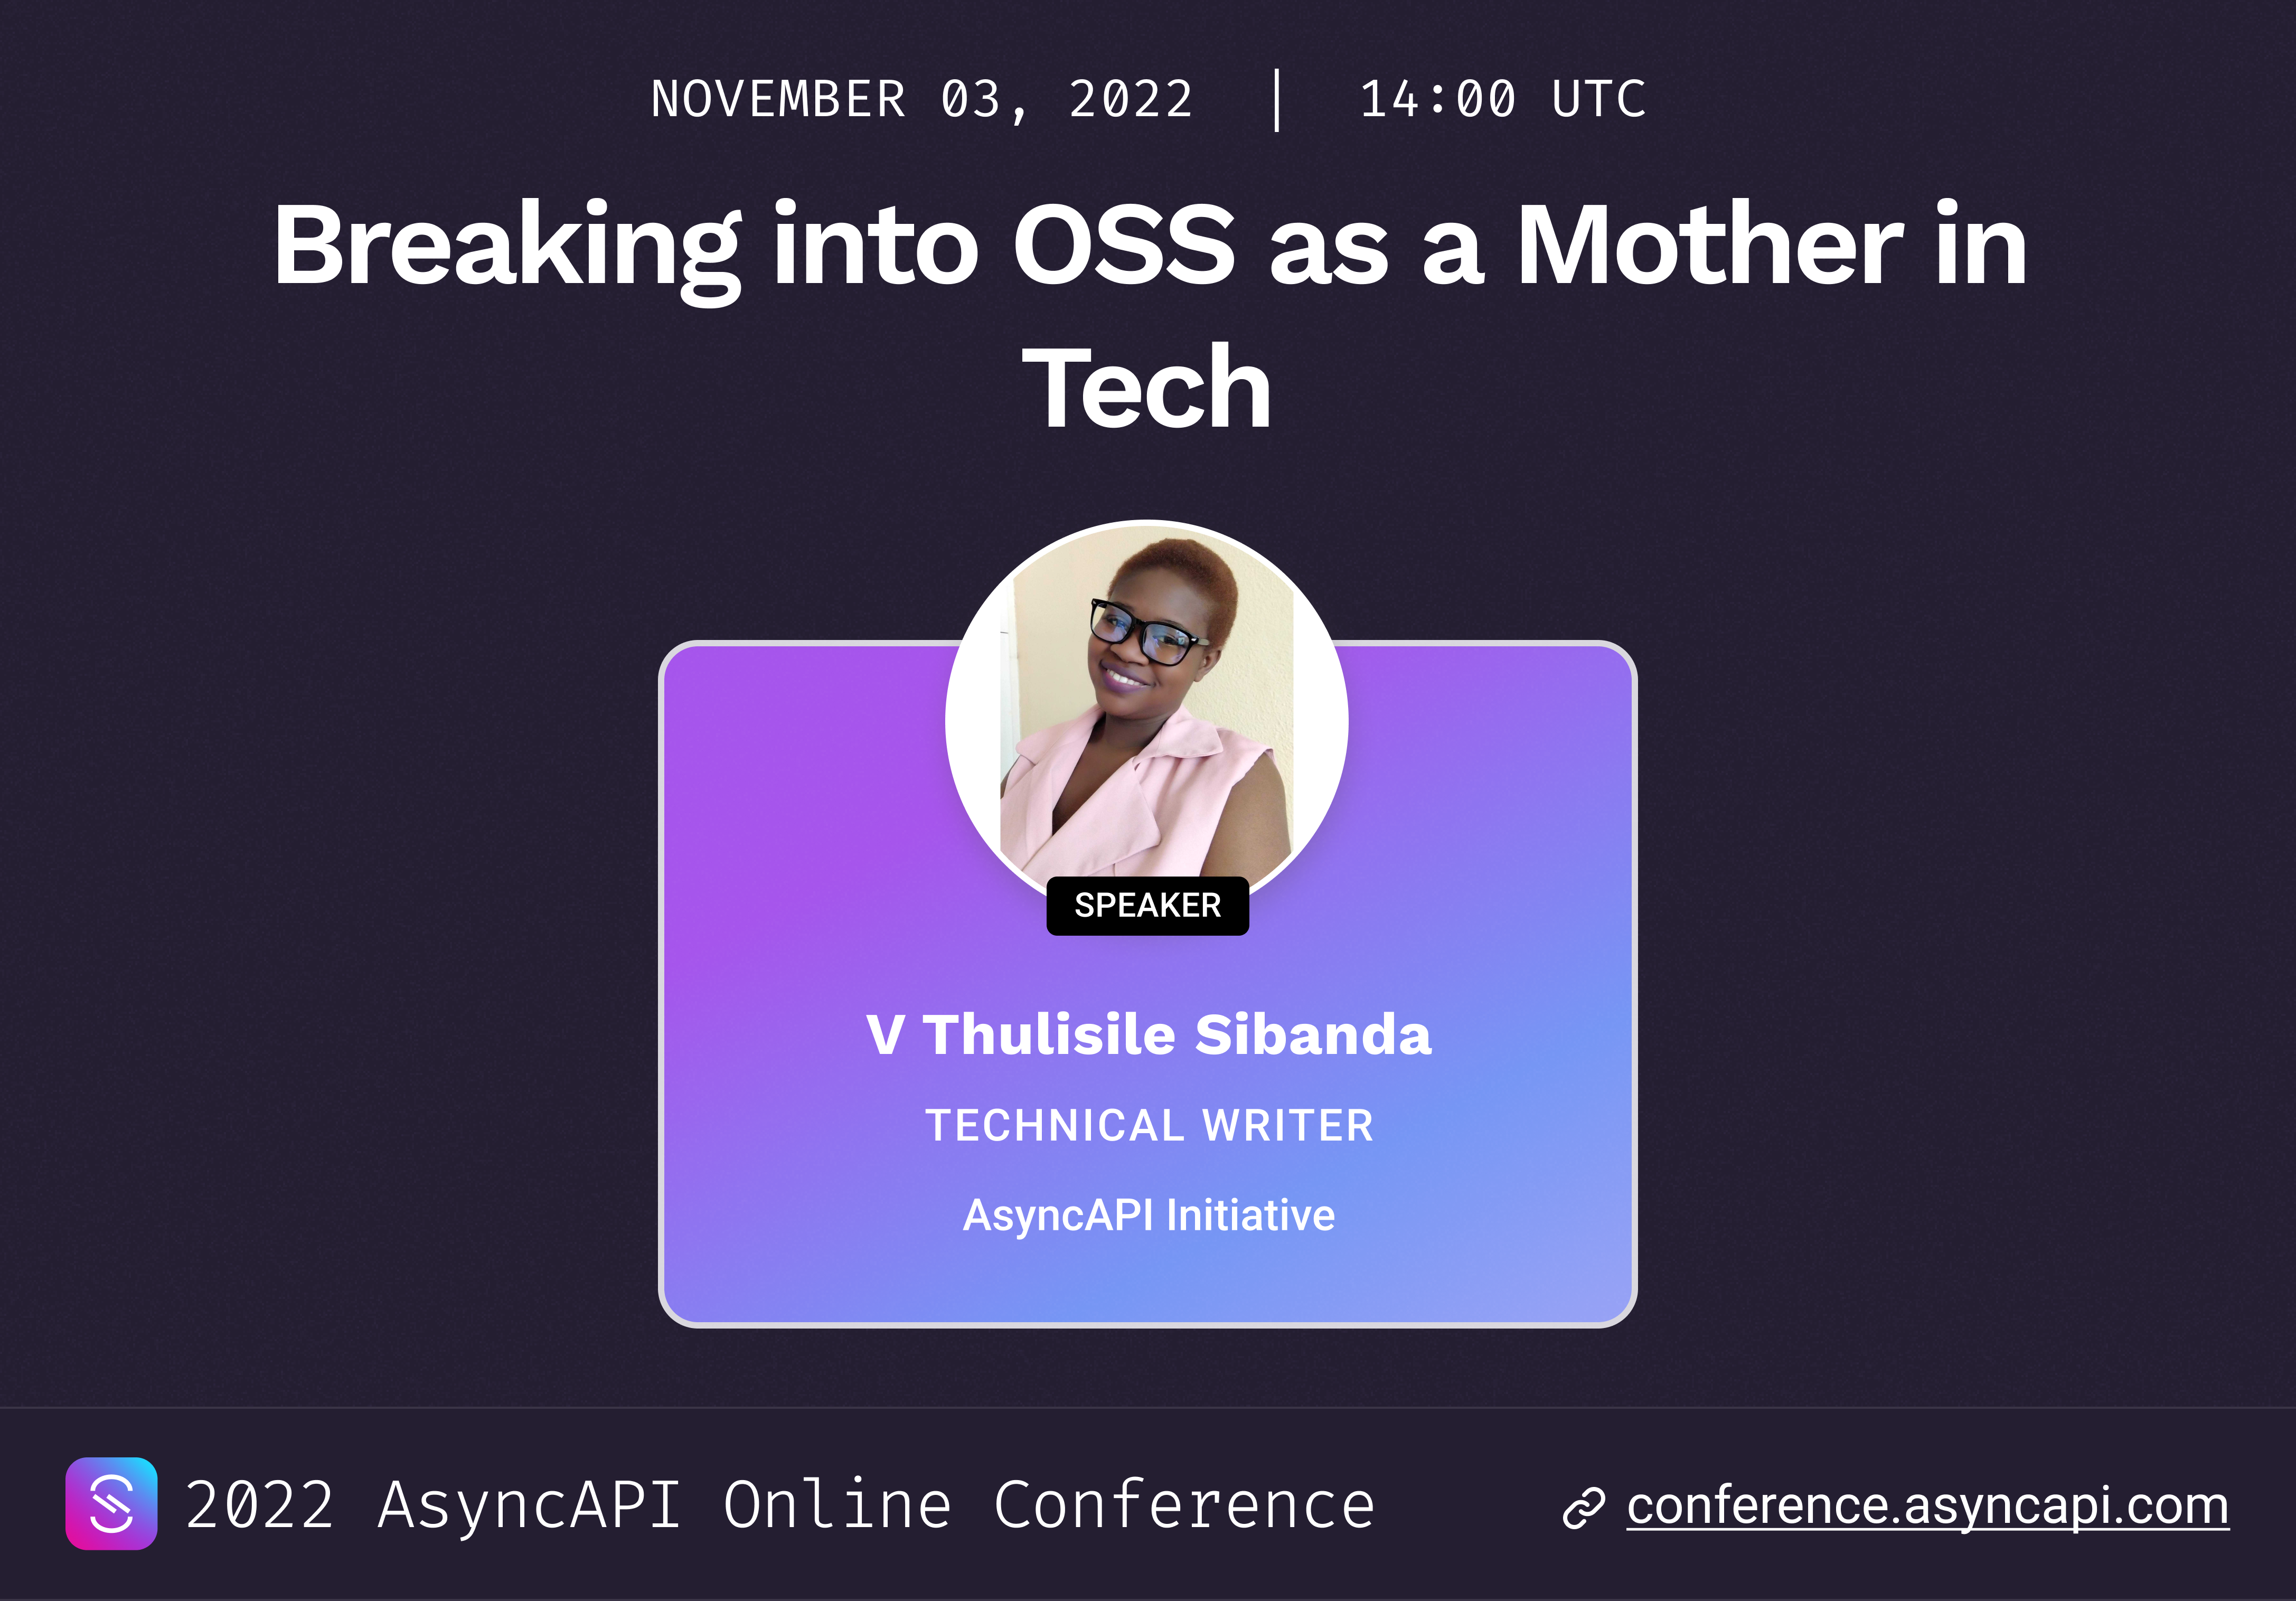 NOVEMBER 03, 2022 | 14:00 UTC
Breaking into OSS as a Mother in
Tech
SPEAKER
V Thulisile Sibanda
TECHNICAL WRITER
AsyncAPI Initiative
2022 AsyncAPI Online Conference
conference.asyncapi.com